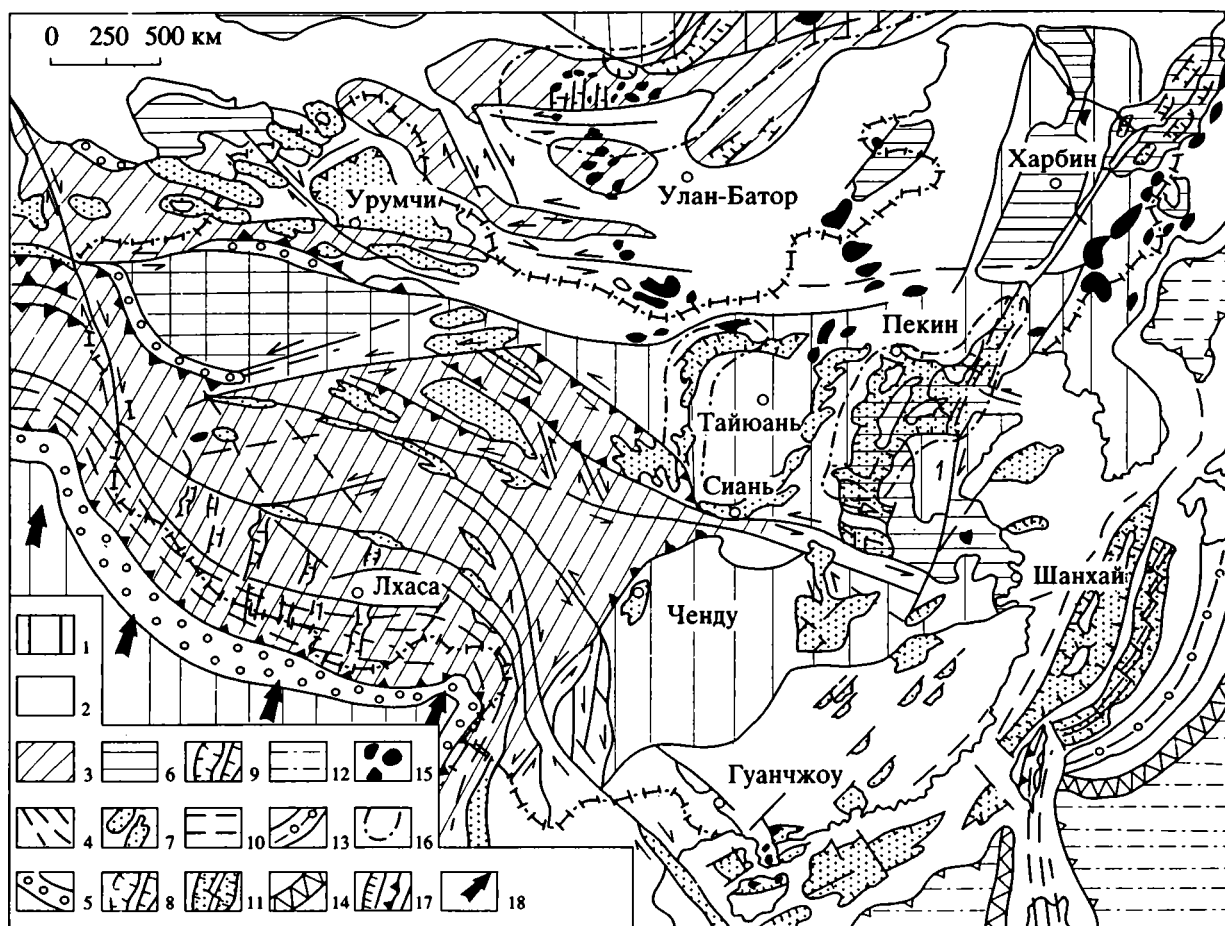 0 250 500 км
Харбин
Улан-Батор
Урумчи
Пекин
Тайюань
Сиань
Шанхай
Лхаса
Ченду
Гуанчжоу
1
2
3 6 9 12 15
4 7 10 13 16
5 8 11 14 17 18